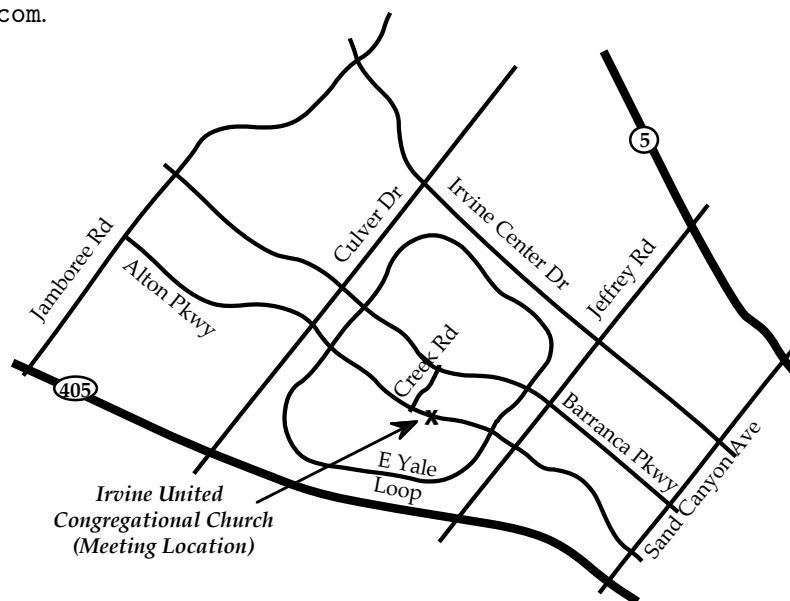 com.
5
Irvine Center Dr
Culver Dr
Jamboree Rd
Jeffrey Rd
Alton Pkwy
Creek Rd
405
Barranca Pkwy
Sand Canyon Ave
x
E Yale
Loop
Irvine United
Congregational Church
(Meeting Location)